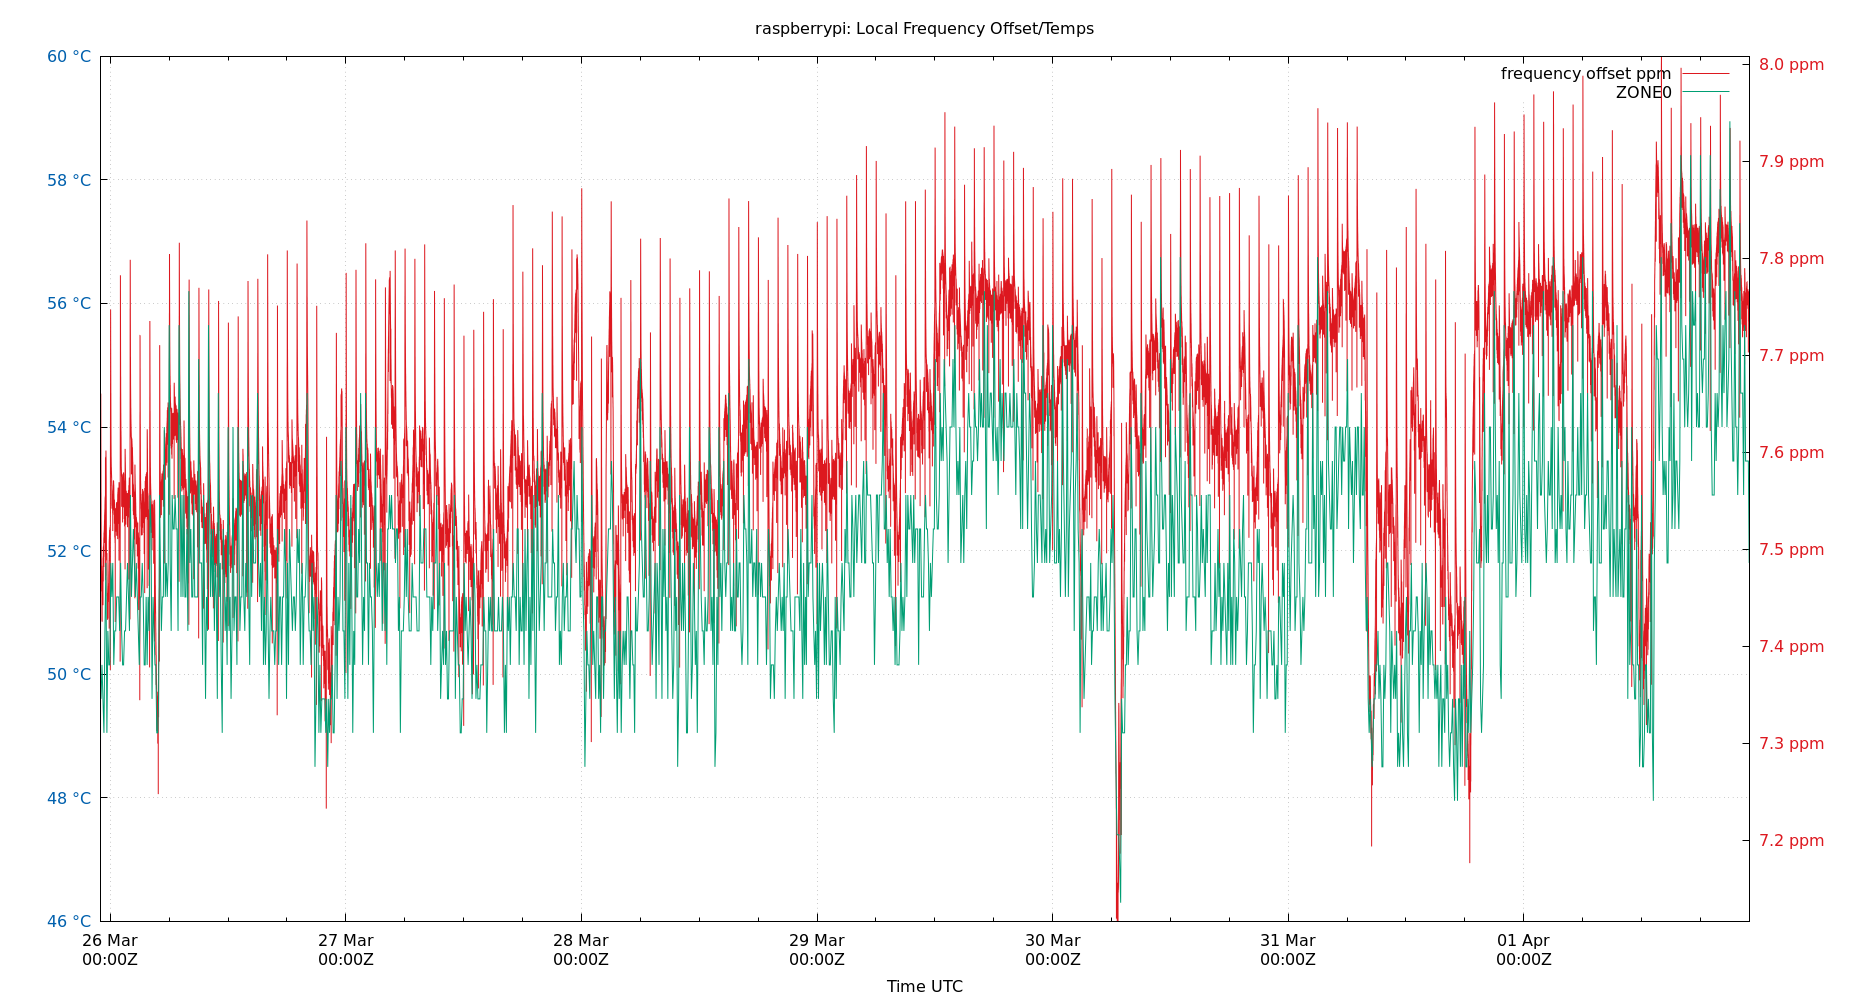 raspberrypi: Local Frequency Offset/Temps
60 °C
58 °C
56 °C
54 °C
52 °C
50 °C
48 °C
46 °C
8.0 ppm
7.9 ppm
7.8 ppm
7.7 ppm
7.6 ppm
7.5 ppm
7.4 ppm
7.3 ppm
7.2 ppm
frequency offset ppm
ZONE0
26 Mar
00:00Z
27 Mar
00:00Z
28 Mar
00:00Z
29 Mar
00:00Z
30 Mar
00:00Z
31 Mar
00:00Z
01 Apr
00:00Z
Time UTC